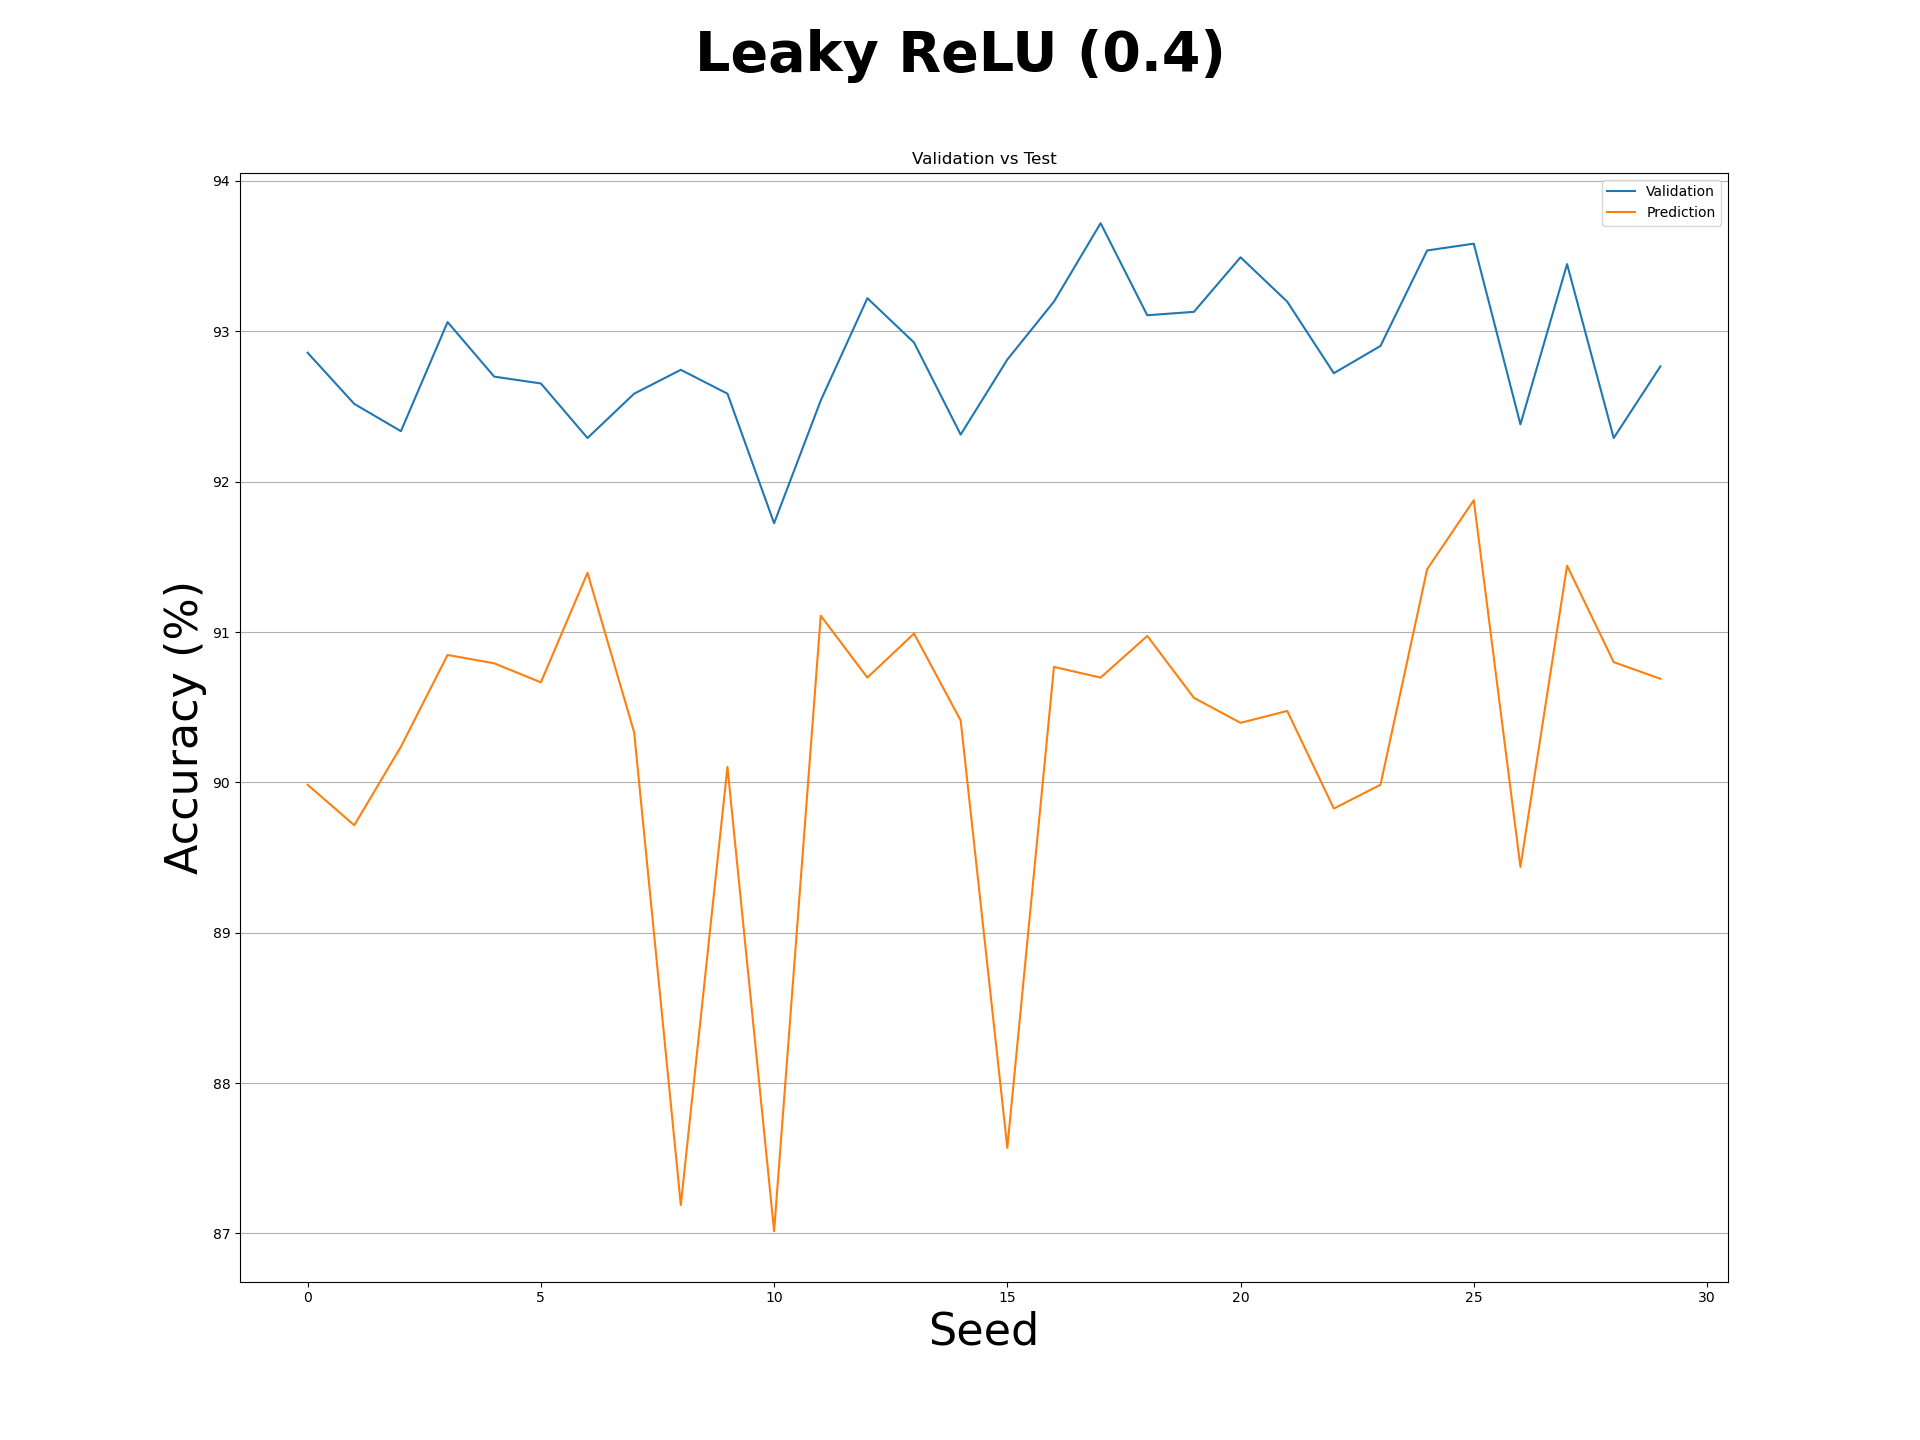 Leaky ReLU (0.4)
Validation vs Test
Validation
Prediction
94
93
92
91
90
89
88
87
Accuracy (%)
0 5 10 15 20 25 30
Seed